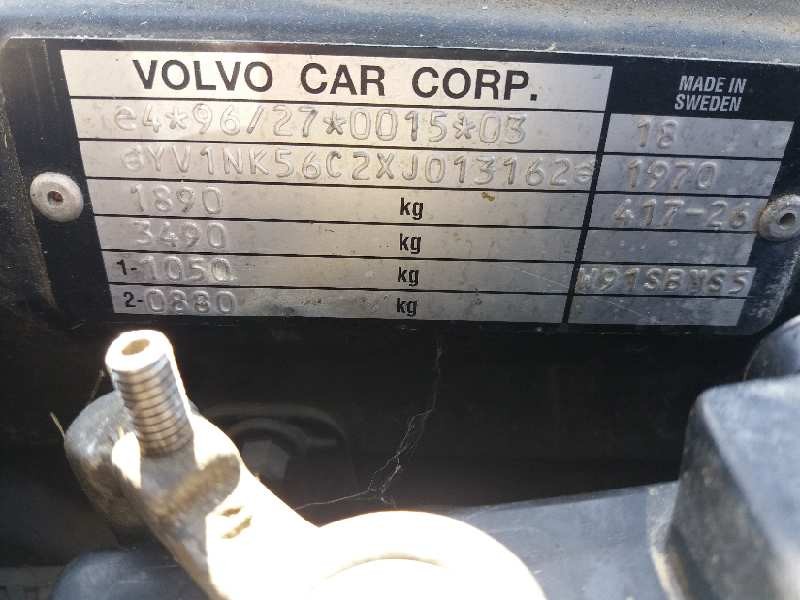 VOLVO CAR CORP.
MADE IN
SWEDEN
e4*96/27*0015*03
18
YV1NK56C2XJ013162
1970
1890 kg
417-26
3490 kg
1-1050 kg
2-0880 kg